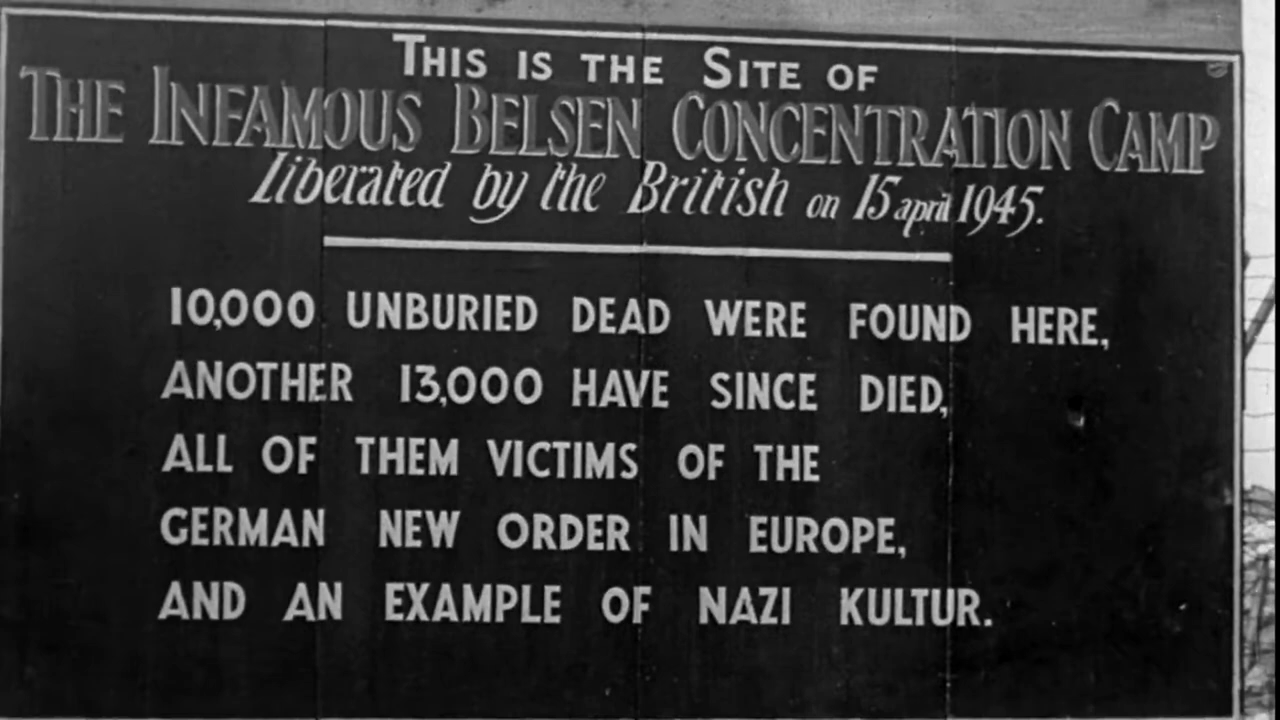 THIS IS THE SITE OF
THE INFAMOUS BELSEN CONCENTRATION CAMP
Liberated by the British on 15 april 1945.
10,000 UNBURIED DEAD WERE FOUND HERE,
ANOTHER 13,000 HAVE SINCE DIED,
ALL OF THEM VICTIMS OF THE
GERMAN NEW ORDER IN EUROPE,
AND AN EXAMPLE OF NAZI KULTUR.